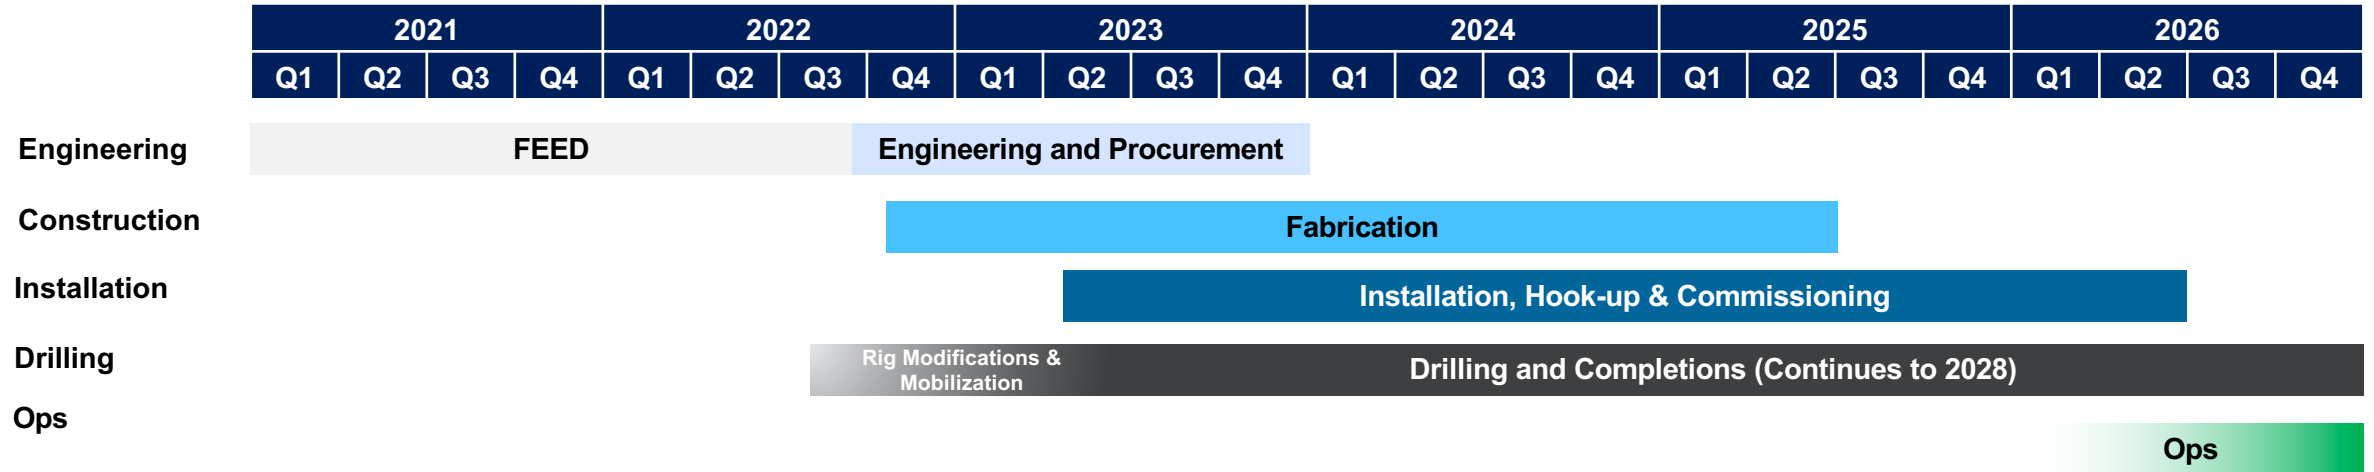 2021 2022 2023 2024 2025 2026
Q1 Q2 Q3 Q4 Q1 Q2 Q3 Q4 Q1 Q2 Q3 Q4 Q1 Q2 Q3 Q4 Q1 Q2 Q3 Q4 Q1 Q2 Q3 Q4
Engineering FEED Engineering and Procurement
Construction Fabrication
Installation Installation, Hook-up & Commissioning
Drilling Rig Modifications &
Mobilization Drilling and Completions (Continues to 2028)
Ops
Ops